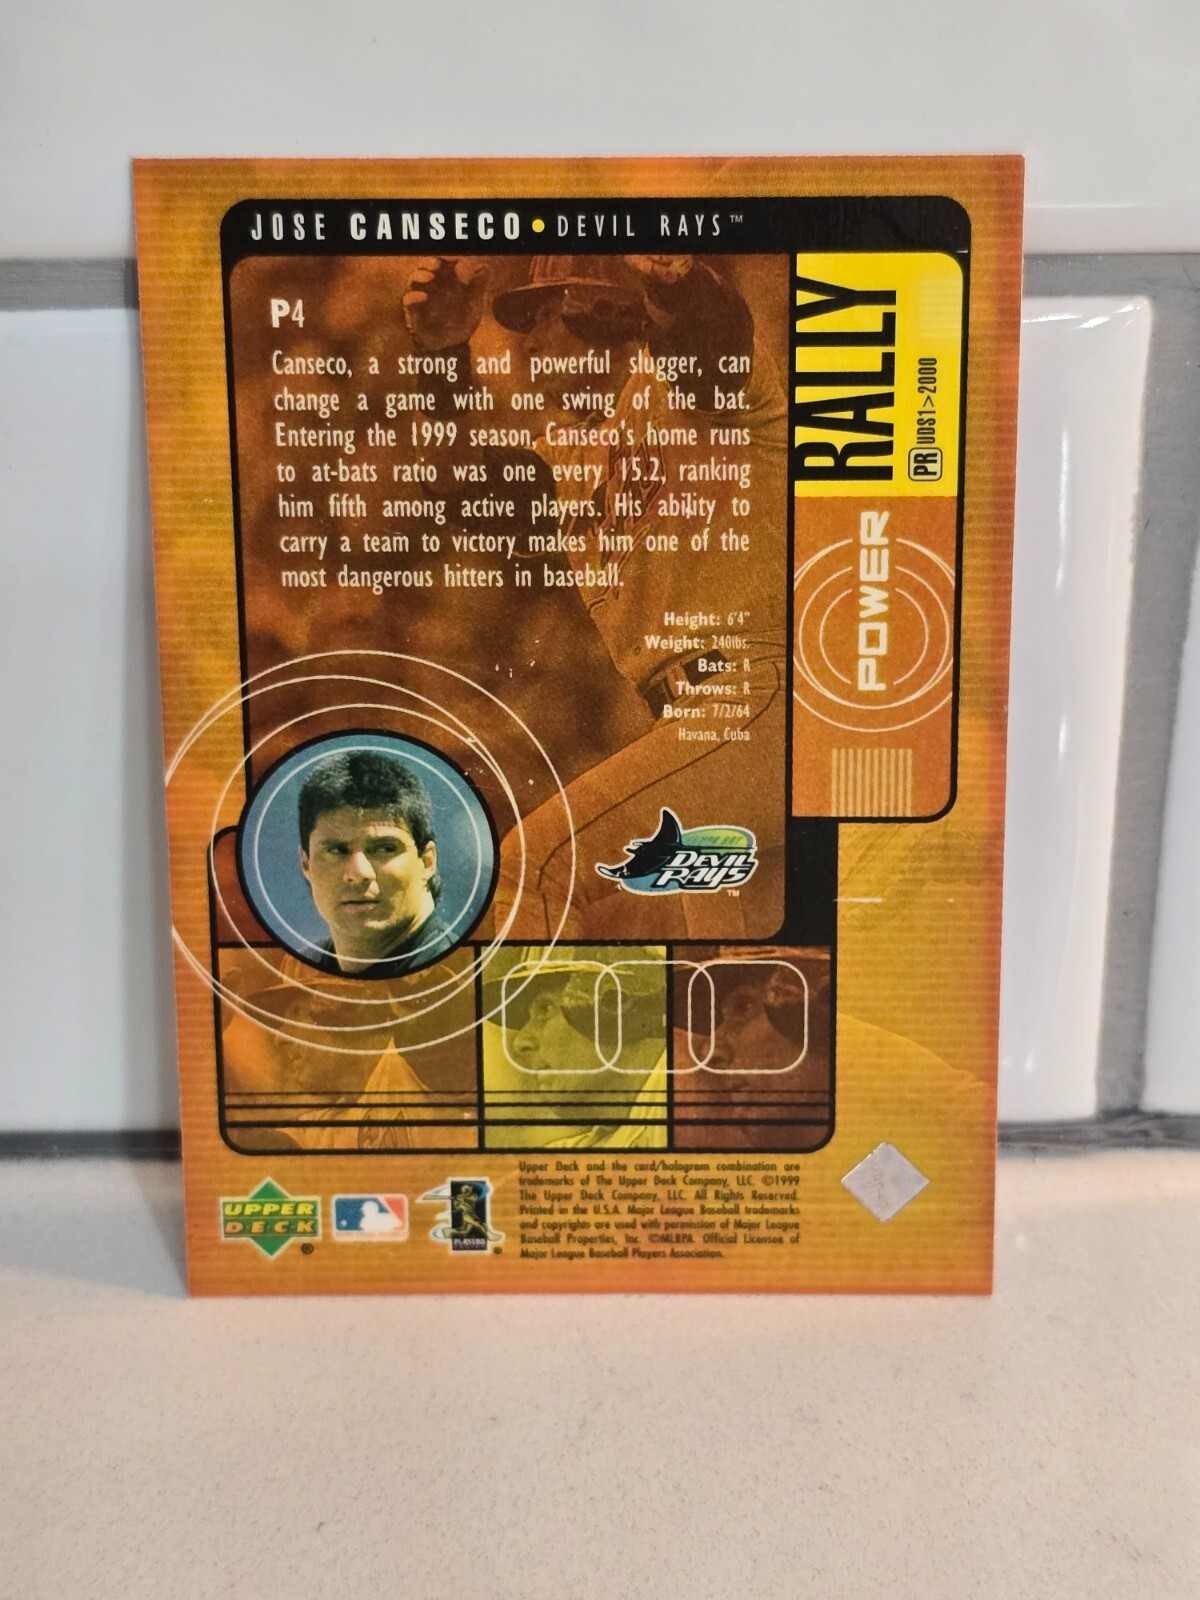 JOSE CANSECO • DEVIL RAYS™
P4
Canseco, a strong and powerful slugger, can
change a game with one swing of the bat.
Entering the 1999 season, Canseco's home runs
to at-bats ratio was one every 15.2, ranking
him fifth among active players. His ability to
carry a team to victory makes him one of the
most dangerous hitters in baseball.
Height: 6'4"
Weight: 240lbs.
Bats: R
Throws: R
Born: 7/2/64
Havana, Cuba
POWER RALLY
PR UDS1>2000
DEVIL
RAYS™
UPPER
DECK®
PLAYERS
Upper Deck and the card/hologram combination are
trademarks of The Upper Deck Company, LLC. ©1999
The Upper Deck Company, LLC. All Rights Reserved.
Printed in the U.S.A. Major League Baseball trademarks
and copyrights are used with permission of Major League
Baseball Properties, Inc. ©MLBPA. Official Licensee of
Major League Baseball Players Association.